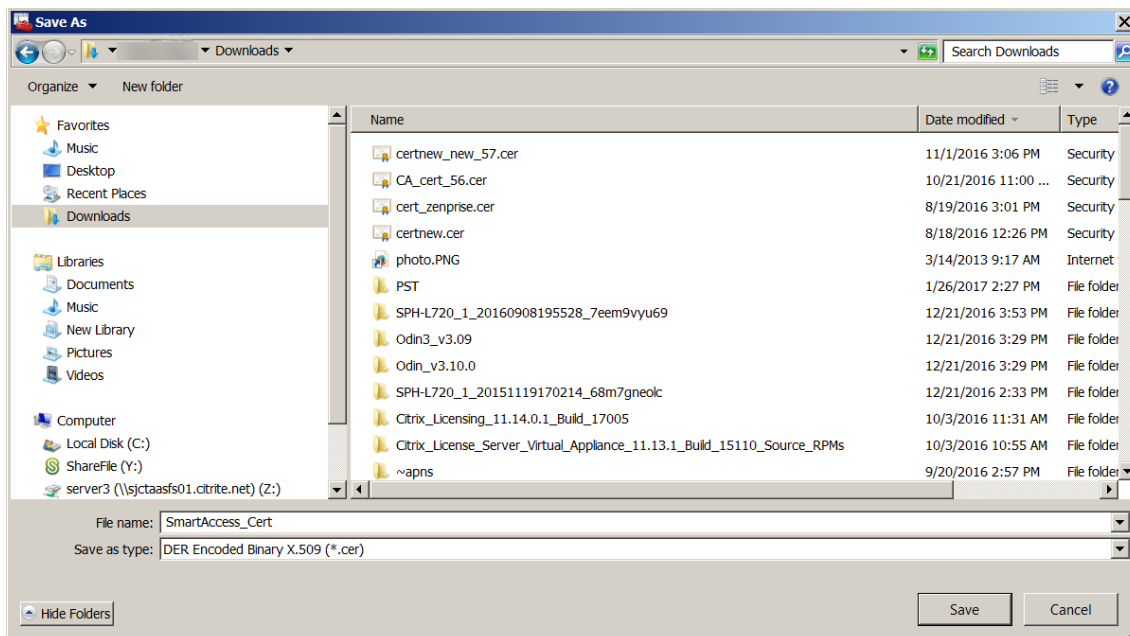 Save As
Downloads
Search Downloads
Organize
New folder
Favorites
Music
Desktop
Recent Places
Downloads
Libraries
Documents
Music
New Library
Pictures
Videos
Computer
Local Disk (C:)
ShareFile (Y:)
server3 (\\sjctaasfs01.citrite.net) (Z:)
Name Date modified Type
certnew_new_57.cer 11/1/2016 3:06 PM Security
CA_cert_56.cer 10/21/2016 11:00 ... Security
cert_zenprise.cer 8/19/2016 3:01 PM Security
certnew.cer 8/18/2016 12:26 PM Security
photo.PNG 3/14/2013 9:17 AM Internet
PST 1/26/2017 2:27 PM File folder
SPH-L720_1_20160908195528_7eem9vyu69 12/21/2016 3:53 PM File folder
Odin3_v3.09 12/21/2016 3:29 PM File folder
Odin_v3.10.0 12/21/2016 3:29 PM File folder
SPH-L720_1_20151119170214_68m7gneolc 12/21/2016 2:33 PM File folder
Citrix_Licensing_11.14.0.1_Build_17005 10/3/2016 11:31 AM File folder
Citrix_License_Server_Virtual_Appliance_11.13.1_Build_15110_Source_RPMs 10/3/2016 10:55 AM File folder
~apns 9/20/2016 2:57 PM File folder
File name: SmartAccess_Cert
Save as type: DER Encoded Binary X.509 (*.cer)
Hide Folders
Save
Cancel